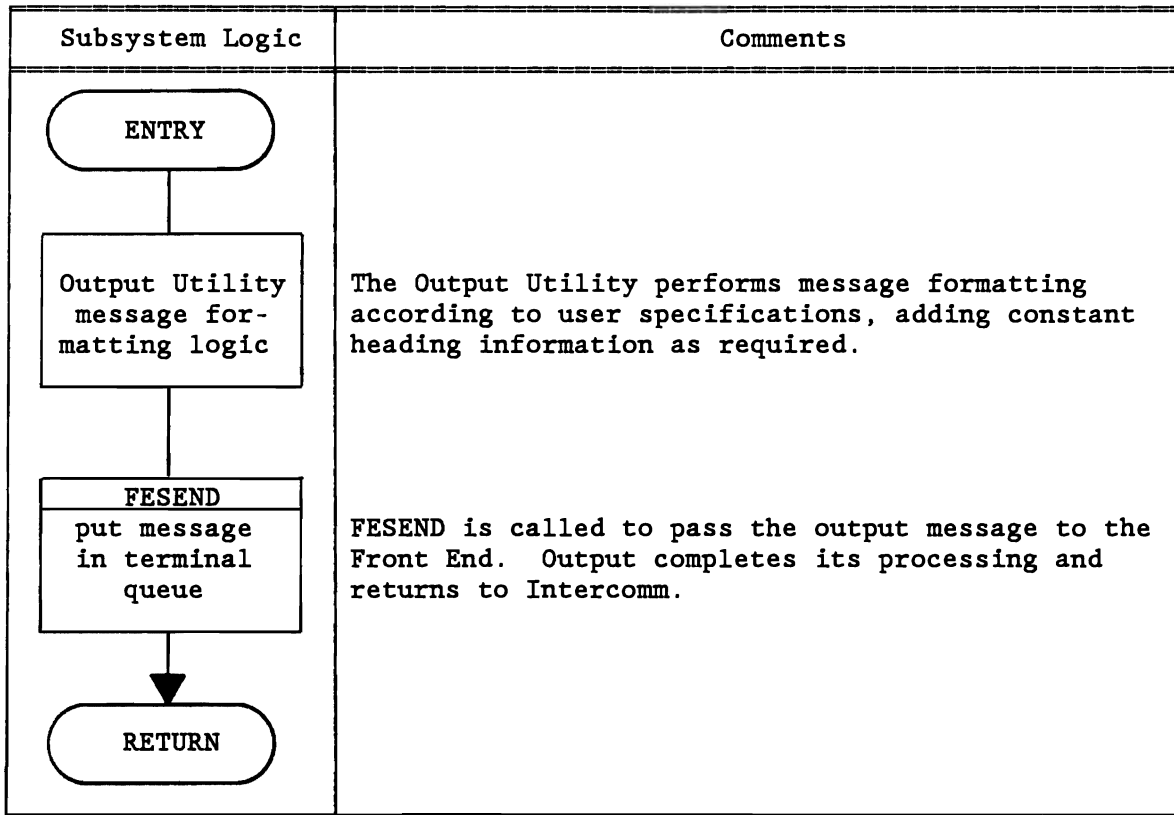 Subsystem Logic
Comments
ENTRY
Output Utility
message for-
matting logic
The Output Utility performs message formatting
according to user specifications, adding constant
heading information as required.
FESEND
put message
in terminal
queue
FESEND is called to pass the output message to the
Front End.  Output completes its processing and
returns to Intercomm.
RETURN